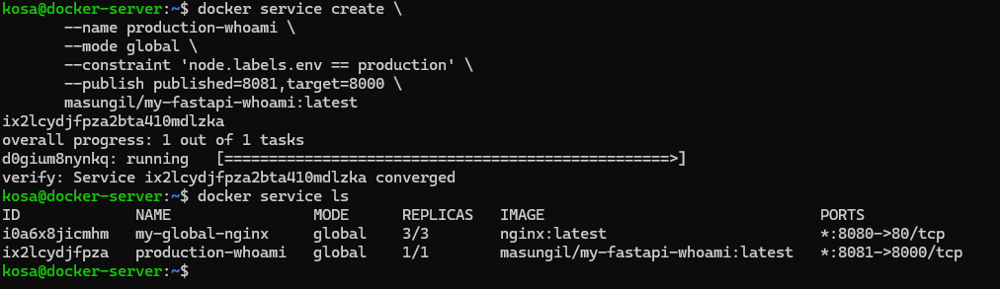 kosa@docker-server:~$ docker service create \
--name production-whoami \
--mode global \
--constraint 'node.labels.env == production' \
--publish published=8081,target=8000 \
masungil/my-fastapi-whoami:latest
ix2lcydjfpza2bta410mdlzka
overall progress: 1 out of 1 tasks
d0gium8nynkq: running   [==================================================>]
verify: Service ix2lcydjfpza2bta410mdlzka converged
kosa@docker-server:~$ docker service ls
ID             NAME                MODE      REPLICAS   IMAGE                               PORTS
i0a6x8jicmhm   my-global-nginx     global    3/3        nginx:latest                        *:8080->80/tcp
ix2lcydjfpza   production-whoami   global    1/1        masungil/my-fastapi-whoami:latest   *:8081->8000/tcp
kosa@docker-server:~$